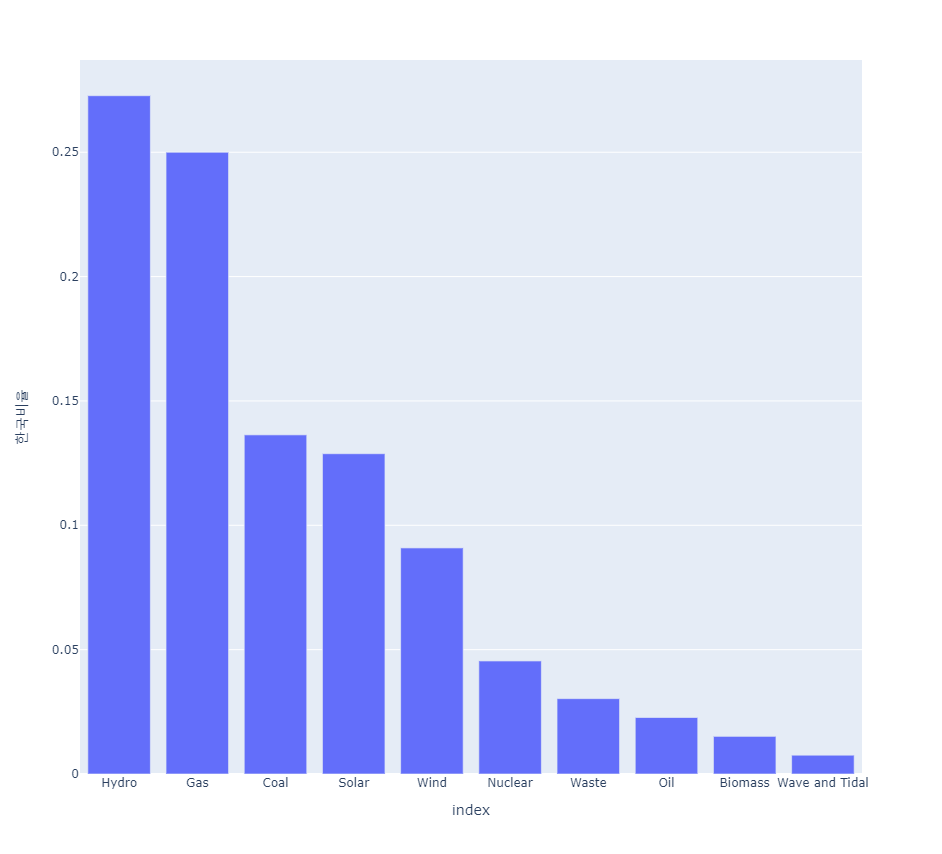 0.25
0.2
0.15
0.1
0.05
0
한국비율
Hydro Gas Coal Solar Wind Nuclear Waste Oil Biomass Wave and Tidal
index